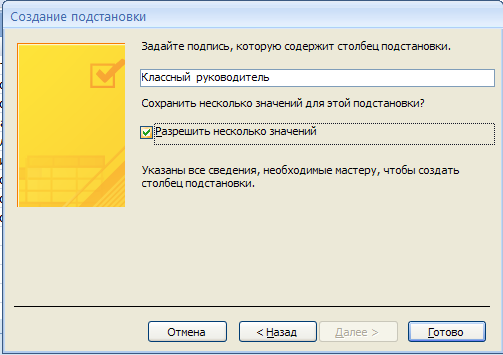 Создание подстановки
Задайте подпись, которую содержит столбец подстановки.
Классный руководитель
Сохранить несколько значений для этой подстановки?
Разрешить несколько значений
Указаны все сведения, необходимые мастеру, чтобы создать
столбец подстановки.
Отмена < Назад Далее > Готово